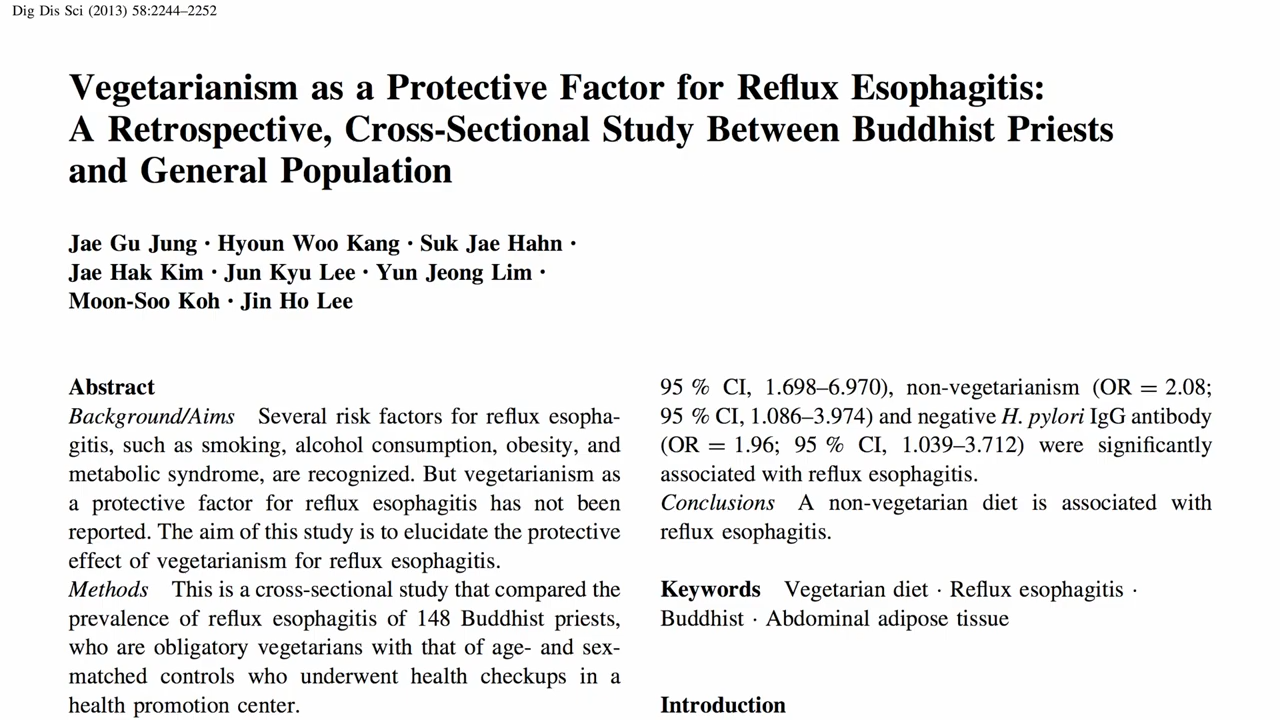 Dig Dis Sci (2013) 58:2244–2252
Vegetarianism as a Protective Factor for Reflux Esophagitis:
A Retrospective, Cross-Sectional Study Between Buddhist Priests
and General Population
Jae Gu Jung · Hyoun Woo Kang · Suk Jae Hahn ·
Jae Hak Kim · Jun Kyu Lee · Yun Jeong Lim ·
Moon-Soo Koh · Jin Ho Lee
Abstract
Background/Aims Several risk factors for reflux esopha-
gitis, such as smoking, alcohol consumption, obesity, and
metabolic syndrome, are recognized. But vegetarianism as
a protective factor for reflux esophagitis has not been
reported. The aim of this study is to elucidate the protective
effect of vegetarianism for reflux esophagitis.
Methods This is a cross-sectional study that compared the
prevalence of reflux esophagitis of 148 Buddhist priests,
who are obligatory vegetarians with that of age- and sex-
matched controls who underwent health checkups in a
health promotion center.
95 % CI, 1.698–6.970), non-vegetarianism (OR = 2.08;
95 % CI, 1.086–3.974) and negative H. pylori IgG antibody
(OR = 1.96; 95 % CI, 1.039–3.712) were significantly
associated with reflux esophagitis.
Conclusions A non-vegetarian diet is associated with
reflux esophagitis.
Keywords Vegetarian diet · Reflux esophagitis ·
Buddhist · Abdominal adipose tissue
Introduction